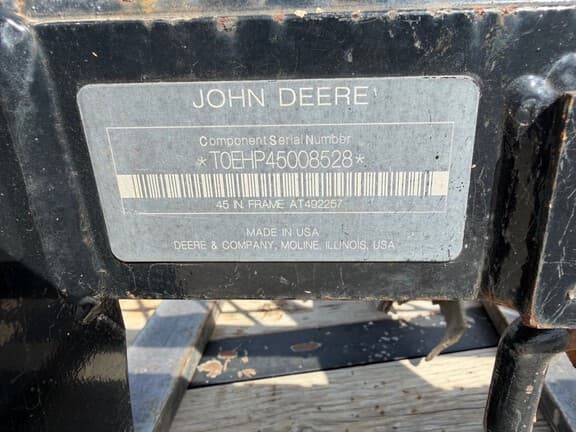 JOHN DEERE
Component Serial Number
*T0EHP45008528*
45 IN. FRAME AT492257
MADE IN USA
DEERE & COMPANY, MOLINE, ILLINOIS, USA